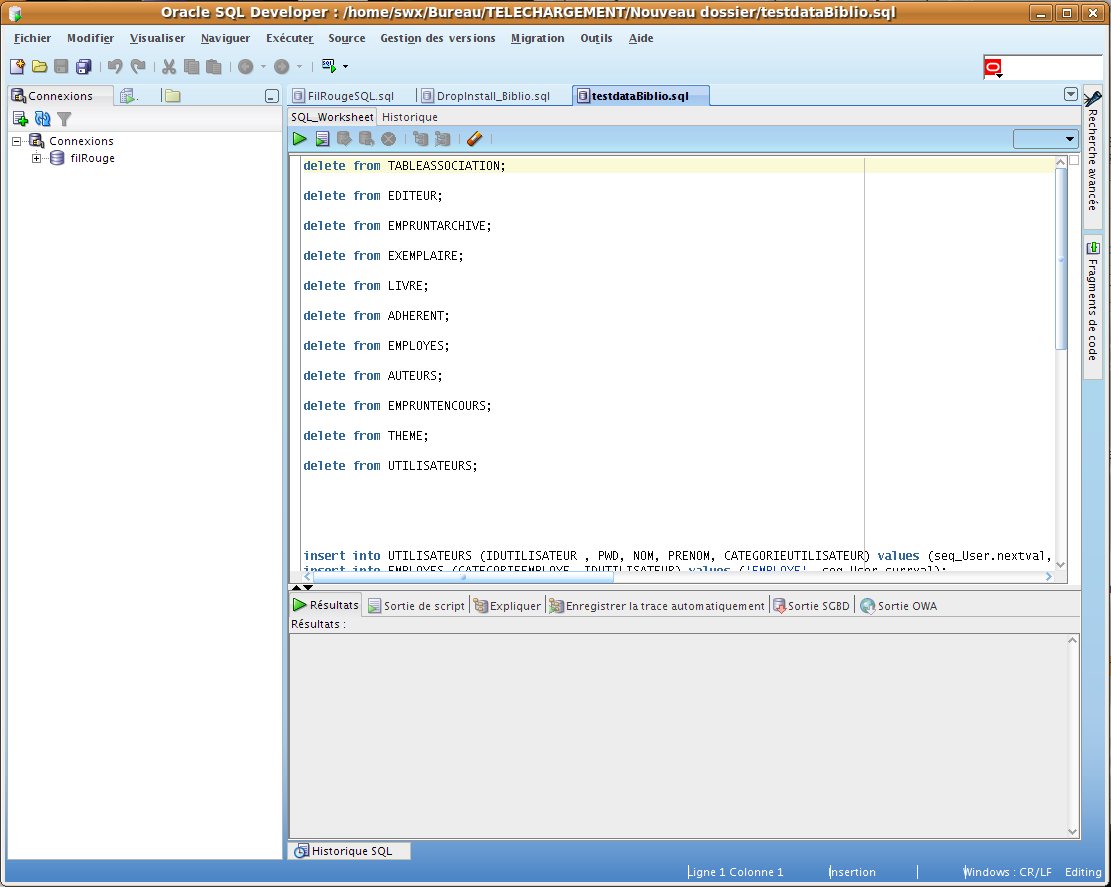 Oracle SQL Developer : /home/swx/Bureau/TELECHARGEMENT/Nouveau dossier/testdataBiblio.sql
Fichier Modifier Visualiser Naviguer Exécuter Source Gestion des versions Migration Outils Aide
Connexions
FilRougeSQL.sql DropInstall_Biblio.sql testdataBiblio.sql
SQL_Worksheet Historique
Connexions
filRouge
Recherche avancée
Fragments de code
delete from TABLEASSOCIATION;
delete from EDITEUR;
delete from EMPRUNTARCHIVE;
delete from EXEMPLAIRE;
delete from LIVRE;
delete from ADHERENT;
delete from EMPLOYES;
delete from AUTEURS;
delete from EMPRUNTENCOURS;
delete from THEME;
delete from UTILISATEURS;
insert into UTILISATEURS (IDUTILISATEUR , PWD, NOM, PRENOM, CATEGORIEUTILISATEUR) values (seq_User.nextval,
insert into EMPLOYES (CATEGORIEEMPLOYE, IDUTILISATEUR) values ('EMPLOYE', seq_User.currval);
Résultats Sortie de script Expliquer Enregistrer la trace automatiquement Sortie SGBD Sortie OWA
Résultats :
Historique SQL
Ligne 1 Colonne 1 Insertion Windows : CR/LF Editing